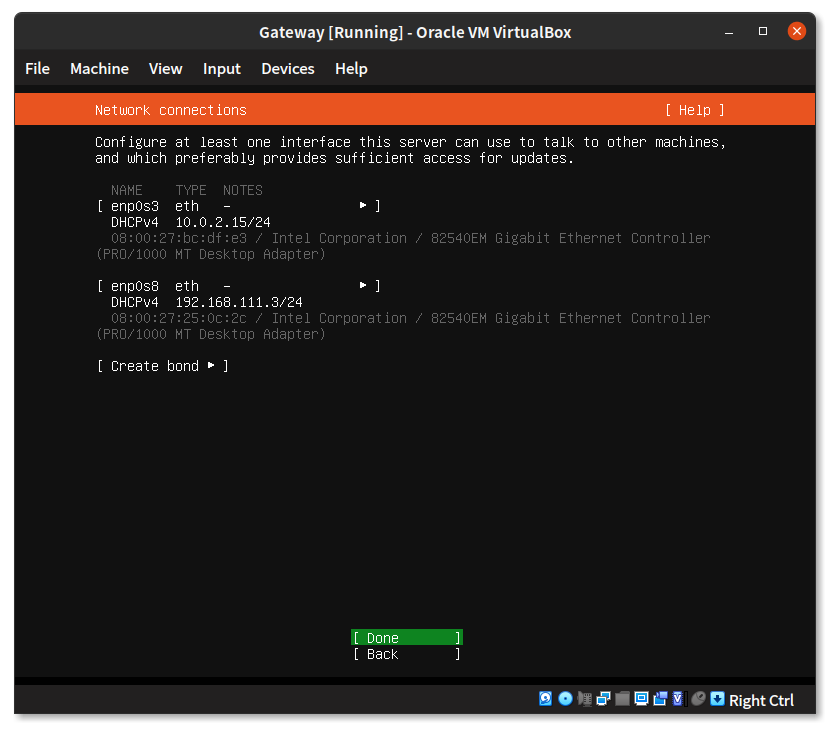 Gateway [Running] - Oracle VM VirtualBox
File Machine View Input Devices Help
Network connections [ Help ]
Configure at least one interface this server can use to talk to other machines,
and which preferably provides sufficient access for updates.
NAME TYPE NOTES
[ enp0s3 eth - ▸ ]
DHCPv4 10.0.2.15/24
08:00:27:bc:df:e3 / Intel Corporation / 82540EM Gigabit Ethernet Controller
(PRO/1000 MT Desktop Adapter)
[ enp0s8 eth - ▸ ]
DHCPv4 192.168.111.3/24
08:00:27:25:0c:2c / Intel Corporation / 82540EM Gigabit Ethernet Controller
(PRO/1000 MT Desktop Adapter)
[ Create bond ▸ ]
[ Done ]
[ Back ]
Right Ctrl